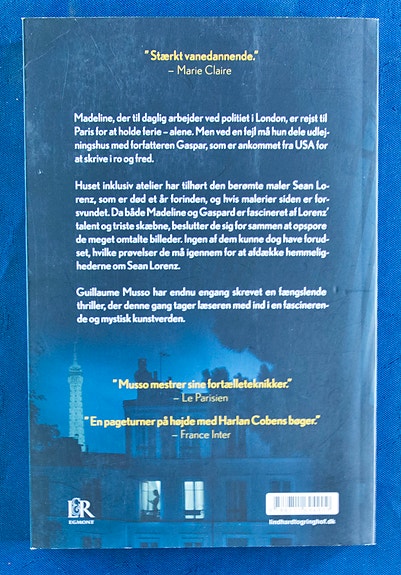 "Stærkt vanedannende."
– Marie Claire
Madeline, der til daglig arbejder ved politiet i London, er rejst til
Paris for at holde ferie – alene. Men ved en fejl må hun dele udlej-
ningshus med forfatteren Gaspar, som er ankommet fra USA for
at skrive i ro og fred.
Huset inklusiv atelier har tilhørt den berømte maler Sean Lo-
renz, som er død et år forinden, og hvis malerier siden er for-
svundet. Da både Madeline og Gaspard er fascineret af Lorenz'
talent og triste skæbne, beslutter de sig for sammen at opspore
de meget omtalte billeder. Ingen af dem kunne dog have forud-
set, hvilke prøvelser de må igennem for at afdække hemmelig-
hederne om Sean Lorenz.
Guillaume Musso har endnu engang skrevet en fængslende
thriller, der denne gang tager læseren med ind i en fascineren-
de og mystisk kunstverden.
"Musso mestrer sine fortælleteknikker."
– Le Parisien
"En pageturner på højde med Harlan Cobens bøger."
– France Inter
L&R
EGMONT
lindhardtogringhof.dk